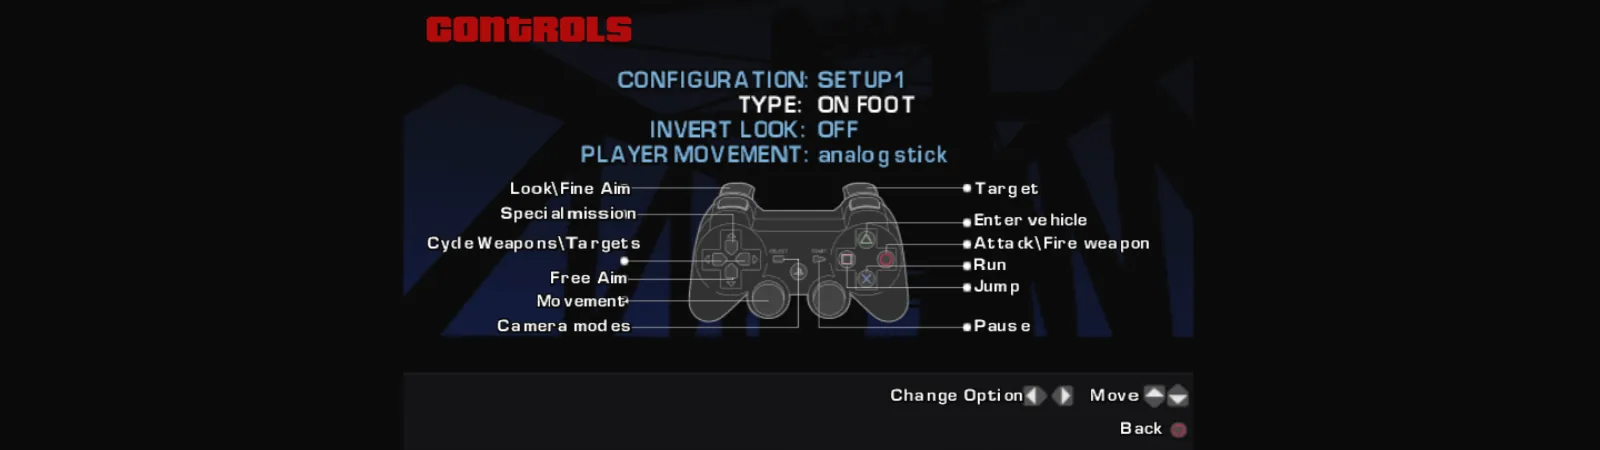 CONTROLS
CONFIGURATION: SETUP1
TYPE: ON FOOT
INVERT LOOK: OFF
PLAYER MOVEMENT: analog stick
Look\Fine Aim
Special mission
Cycle Weapons\Targets
Free Aim
Movement
Camera modes
SELECT
START
Target
Enter vehicle
Attack\Fire weapon
Run
Jump
Pause
Change Option
Move
Back